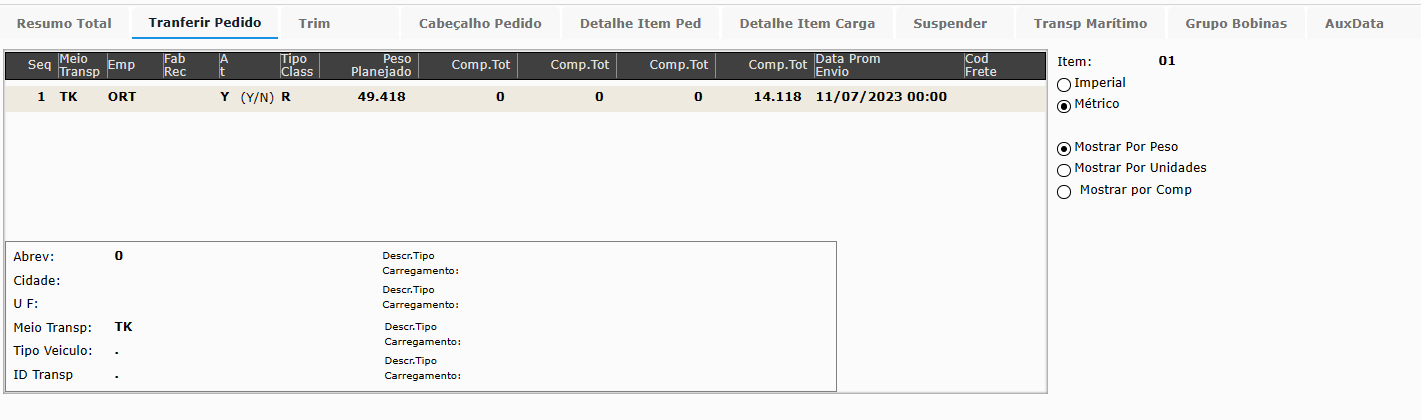 Resumo Total Tranferir Pedido Trim Cabeçalho Pedido Detalhe Item Ped Detalhe Item Carga Suspender Transp Marítimo Grupo Bobinas AuxData
Seq Meio Transp Emp Fab Rec A t Tipo Class Peso Planejado Comp.Tot Comp.Tot Comp.Tot Comp.Tot Data Prom Envio Cod Frete
1 TK ORT Y (Y/N) R 49.418 0 0 0 14.118 11/07/2023 00:00
Item: 01
Imperial
Métrico
Mostrar Por Peso
Mostrar Por Unidades
Mostrar por Comp
Abrev: 0
Cidade:
U F:
Meio Transp: TK
Tipo Veiculo: .
ID Transp .
Descr.Tipo
Carregamento:
Descr.Tipo
Carregamento:
Descr.Tipo
Carregamento:
Descr.Tipo
Carregamento: